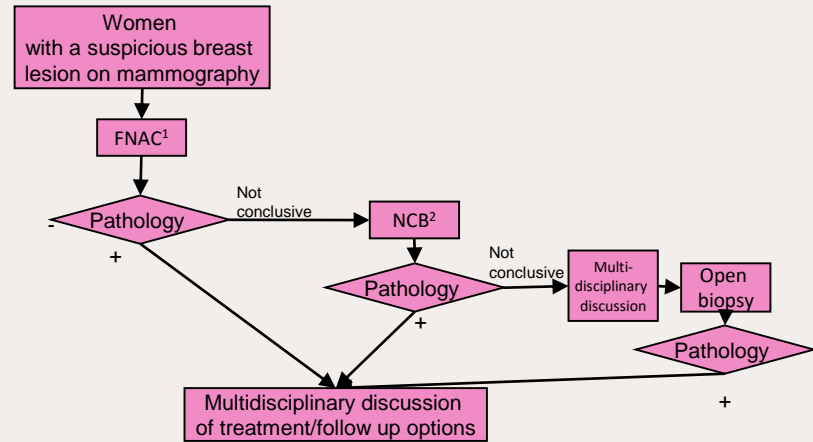 Women
with a suspicious breast
lesion on mammography
FNAC¹
Not
conclusive
Pathology
-
+
NCB²
Not
conclusive
Pathology
+
Multi-
disciplinary
discussion
Open
biopsy
Pathology
+
Multidisciplinary discussion
of treatment/follow up options